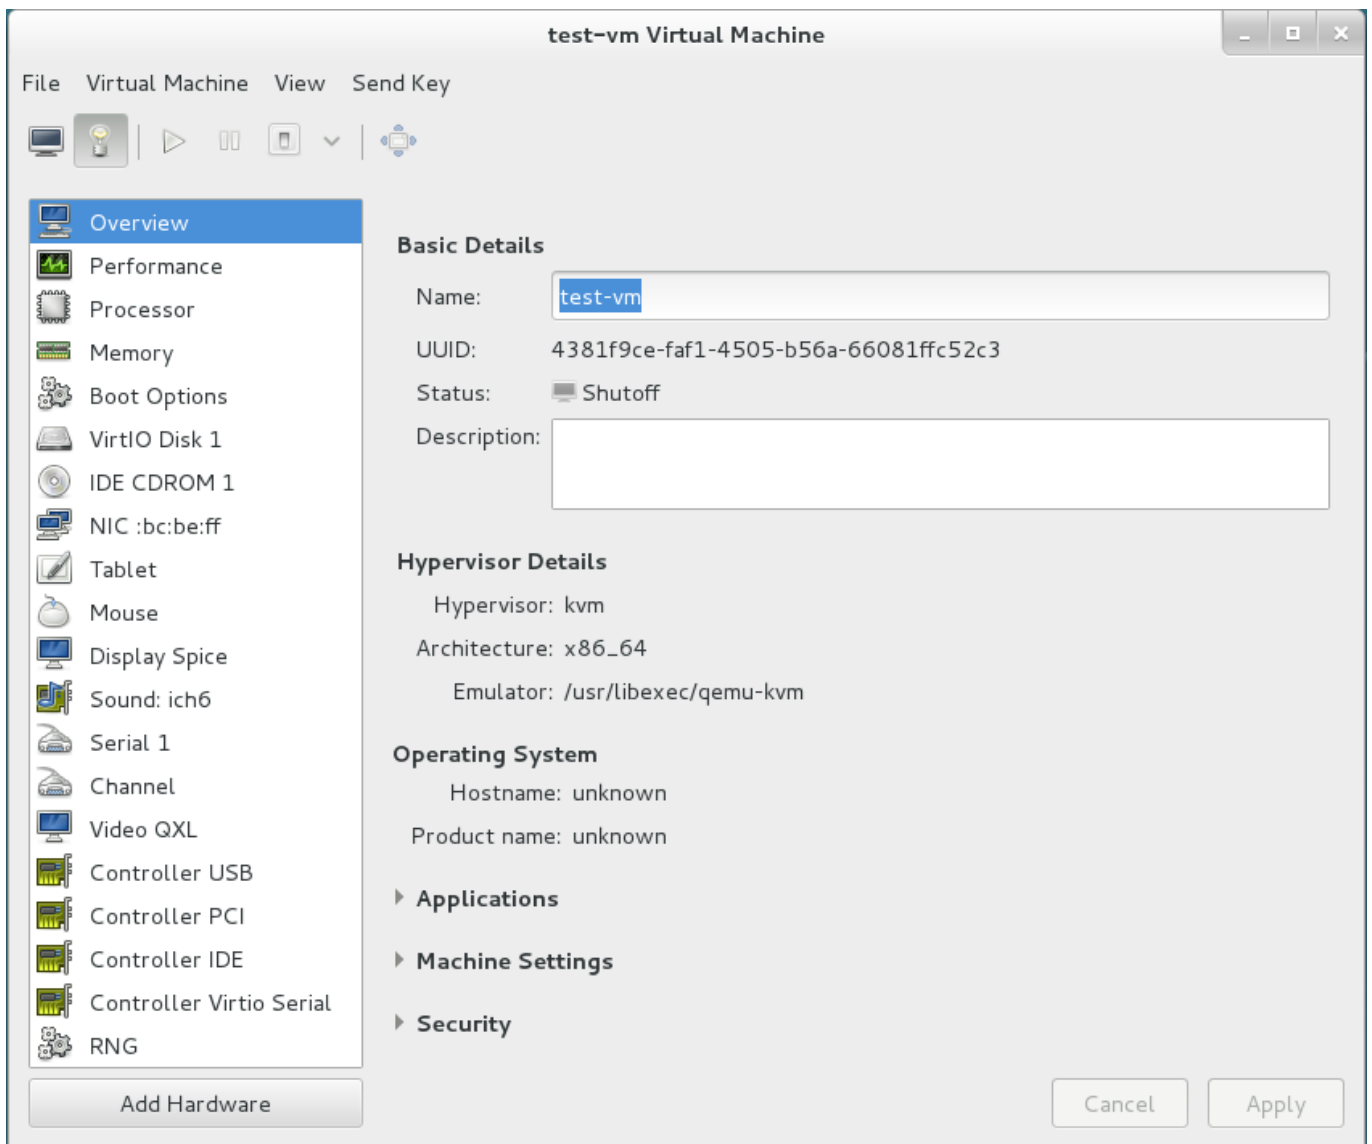 test-vm Virtual Machine
File Virtual Machine View Send Key
Overview
Performance
Processor
Memory
Boot Options
VirtIO Disk 1
IDE CDROM 1
NIC :bc:be:ff
Tablet
Mouse
Display Spice
Sound: ich6
Serial 1
Channel
Video QXL
Controller USB
Controller PCI
Controller IDE
Controller Virtio Serial
RNG
Add Hardware
Basic Details
Name: test-vm
UUID: 4381f9ce-faf1-4505-b56a-66081ffc52c3
Status: Shutoff
Description:
Hypervisor Details
Hypervisor: kvm
Architecture: x86_64
Emulator: /usr/libexec/qemu-kvm
Operating System
Hostname: unknown
Product name: unknown
Applications
Machine Settings
Security
Cancel Apply